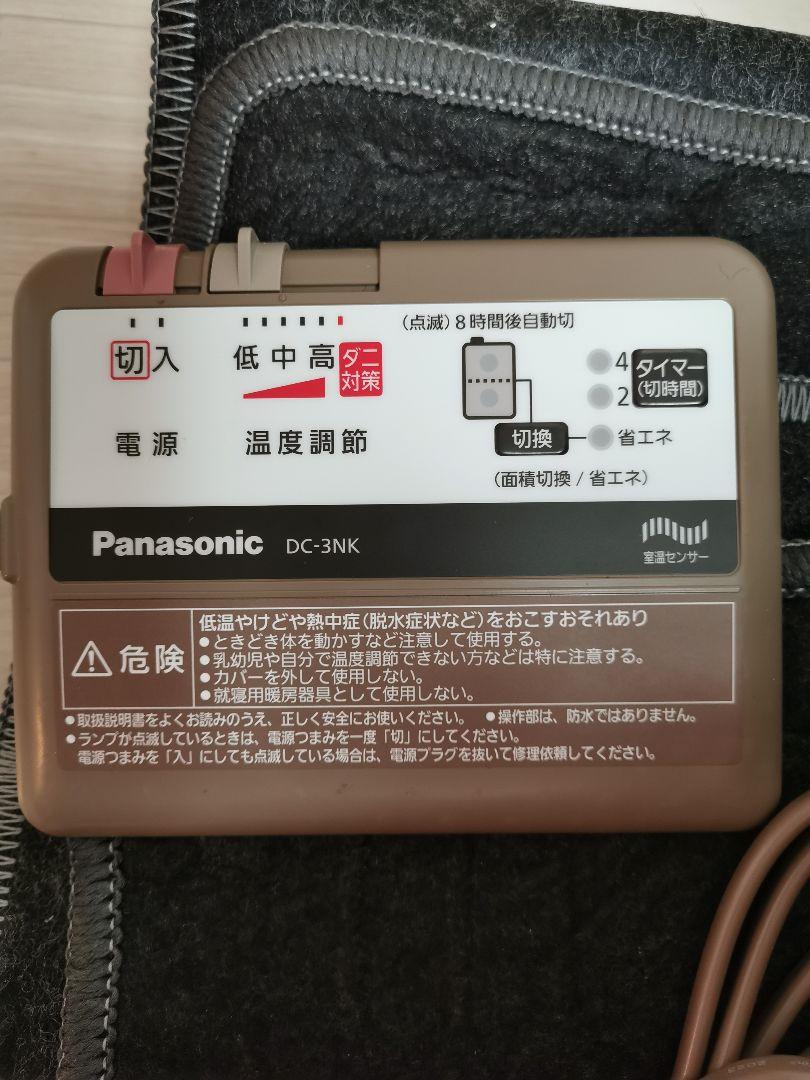 (点滅)8時間後自動切
切 入
低 中 高
ダニ
対策
4
2
タイマー
(切時間)
切換
省エネ
電源
温度調節
(面積切換 / 省エネ)
Panasonic DC-3NK
室温センサー
危険
低温やけどや熱中症(脱水症状など)をおこすおそれあり
●ときどき体を動かすなど注意して使用する。
●乳幼児や自分で温度調節できない方などは特に注意する。
●カバーを外して使用しない。
●就寝用暖房器具として使用しない。
●取扱説明書をよくお読みのうえ、正しく安全にお使いください。 ●操作部は、防水ではありません。
●ランプが点滅しているときは、電源つまみを一度「切」にしてください。
電源つまみを「入」にしても点滅している場合は、電源プラグを抜いて修理依頼してください。